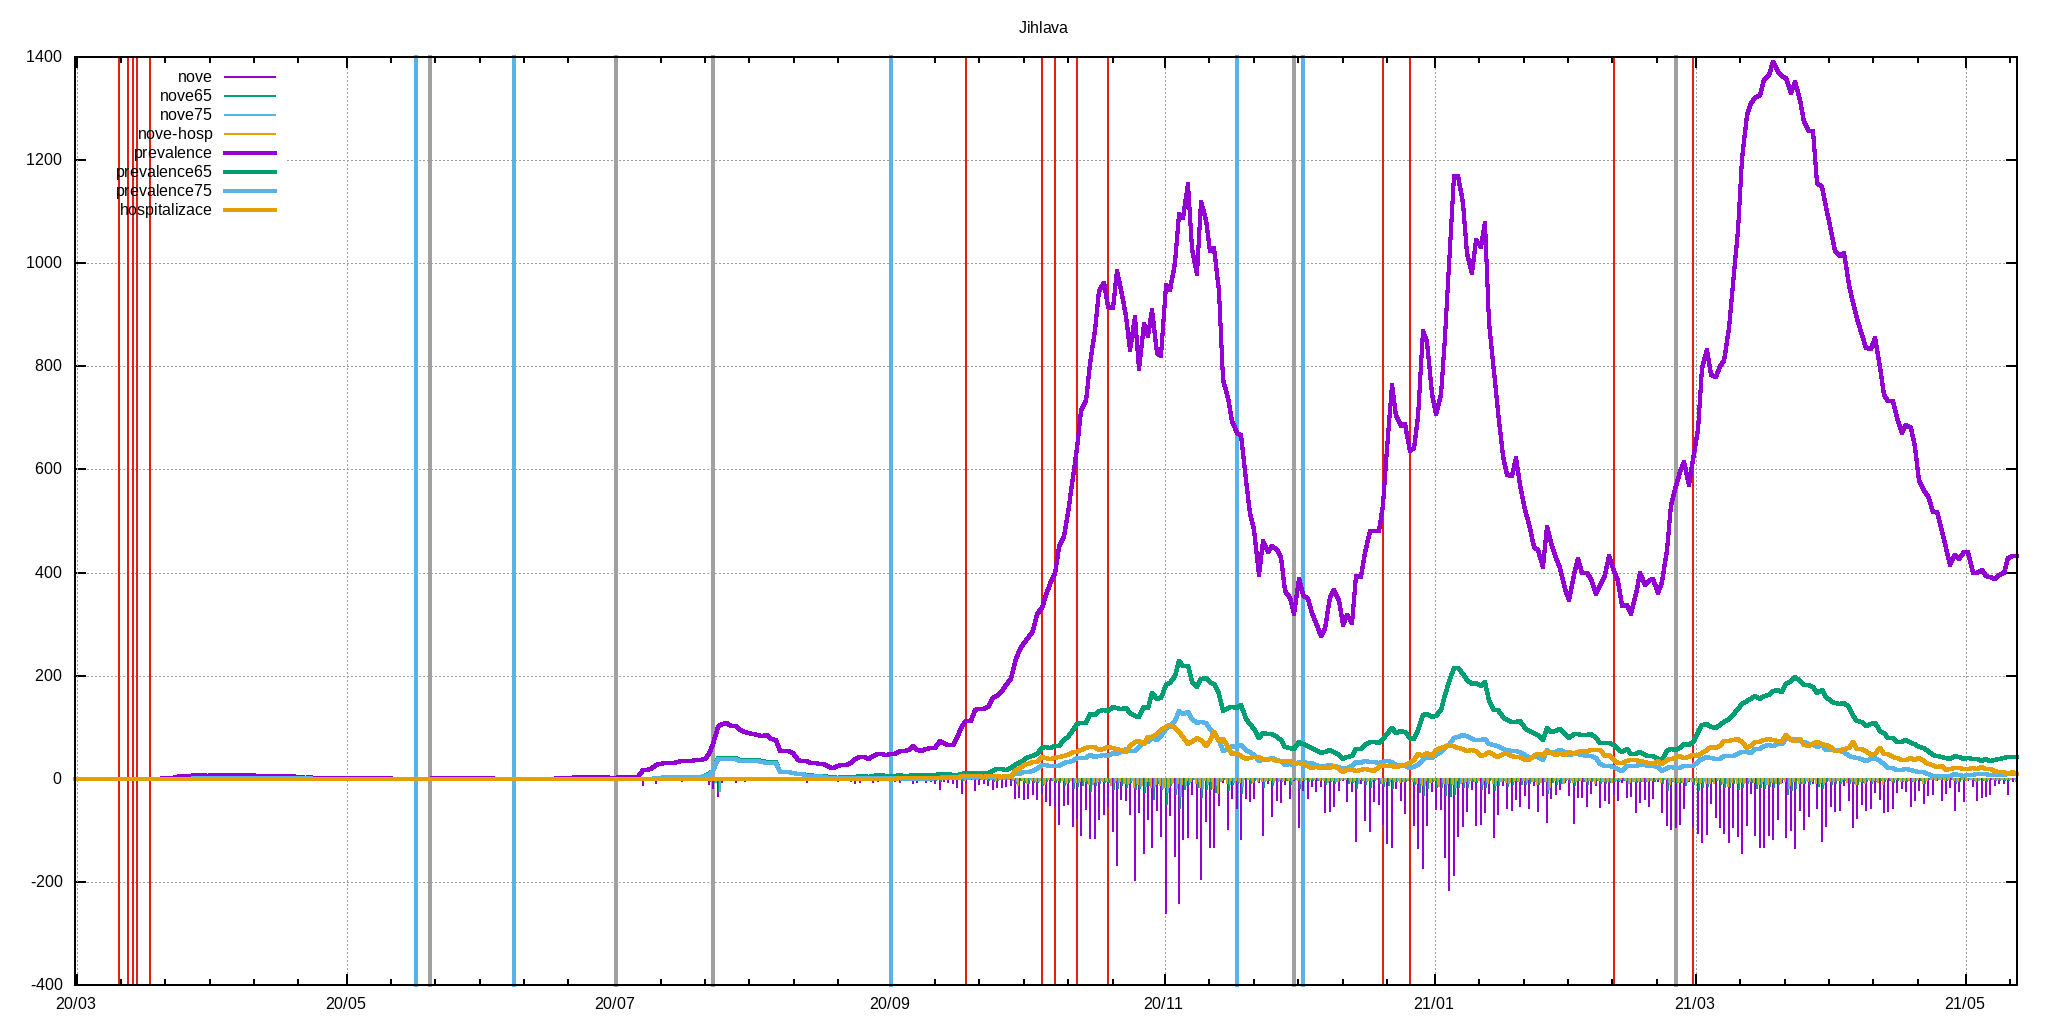 Jihlava
1400
1200
1000
800
600
400
200
0
-200
-400
nove
nove65
nove75
nove-hosp
prevalence
prevalence65
prevalence75
hospitalizace
20/03
20/05
20/07
20/09
20/11
21/01
21/03
21/05